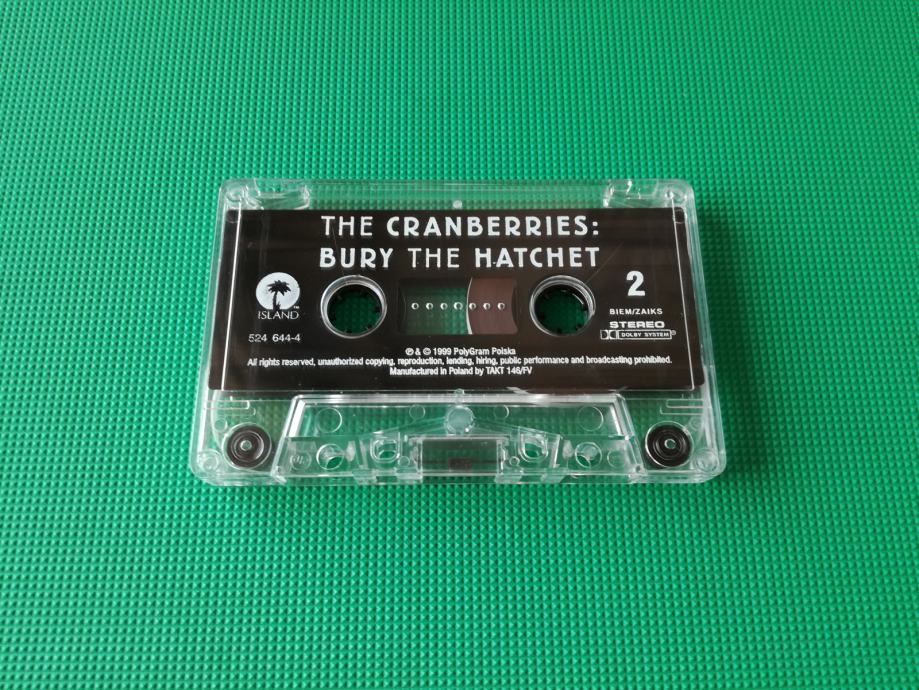 THE CRANBERRIES:
BURY THE HATCHET
ISLAND™
524 644-4
2
BIEM/ZAIKS
STEREO
DOLBY SYSTEM®
℗ & © 1999 PolyGram Polska
All rights reserved, unauthorized copying, reproduction, lending, hiring, public performance and broadcasting prohibited.
Manufactured in Poland by TAKT 146/FV